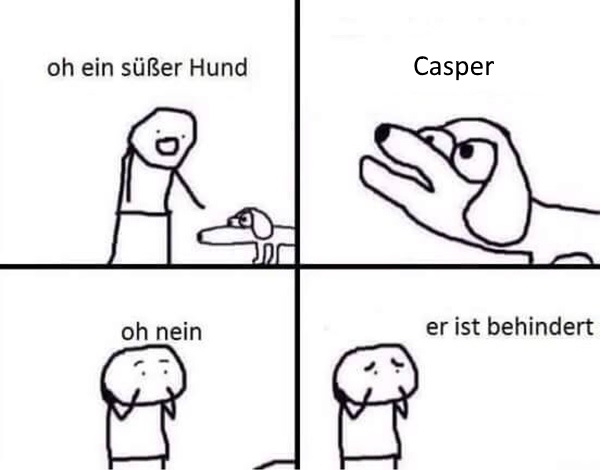 oh ein süßer Hund
Casper
oh nein
er ist behindert